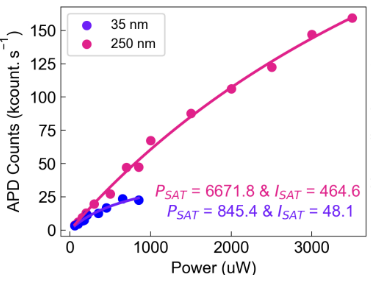 35 nm
250 nm
APD Counts (kcount. s⁻¹)
150
125
100
75
50
25
0
P_SAT = 6671.8 & I_SAT = 464.6
P_SAT = 845.4 & I_SAT = 48.1
0 1000 2000 3000
Power (uW)